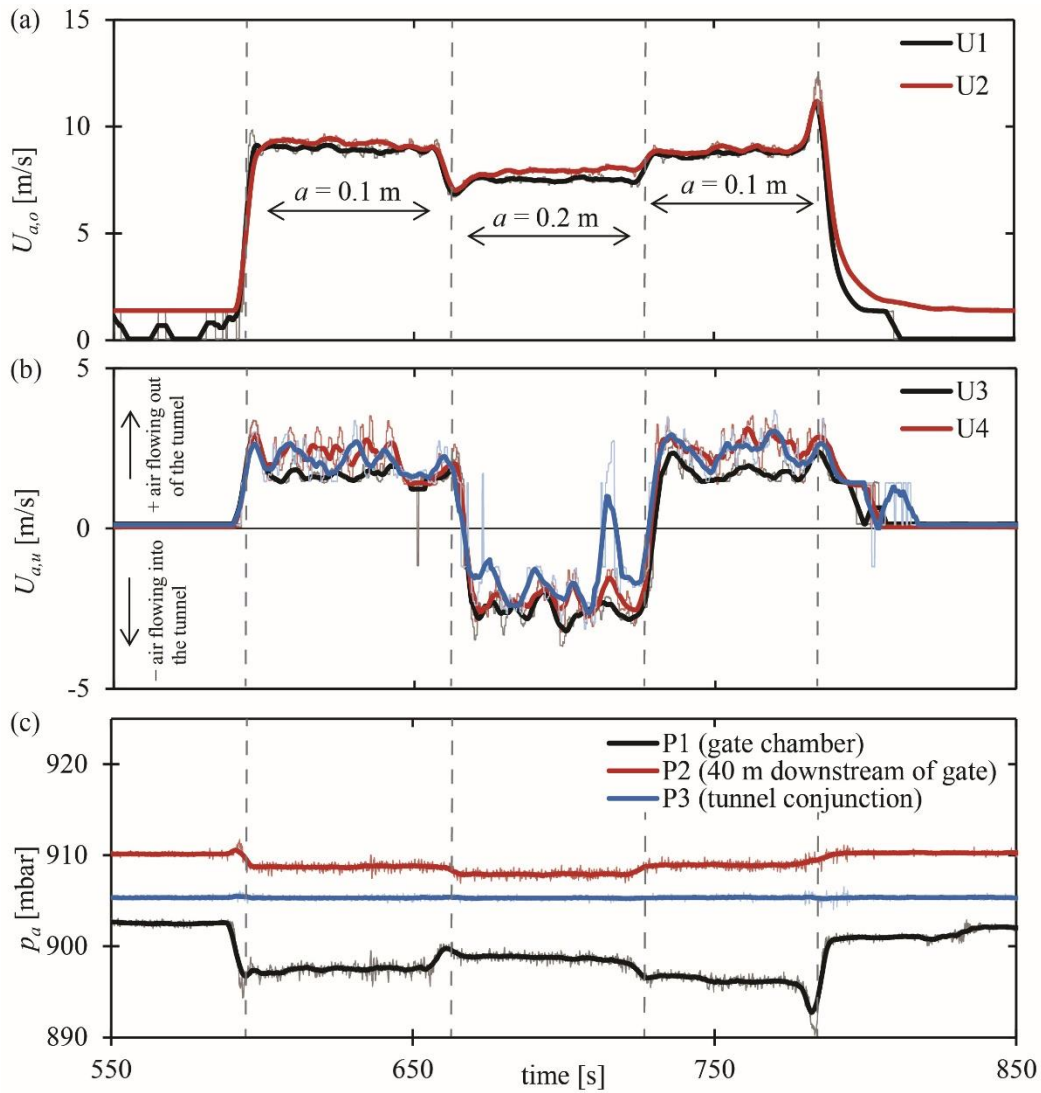 (a)
15
10
5
0
U_{a,o} [m/s]
U1
U2
a = 0.1 m
a = 0.2 m
a = 0.1 m
(b)
5
0
-5
U_{a,u} [m/s]
+ air flowing out
of the tunnel
– air flowing into
the tunnel
U3
U4
(c)
920
910
900
890
p_a [mbar]
P1 (gate chamber)
P2 (40 m downstream of gate)
P3 (tunnel conjunction)
550
650
750
850
time [s]